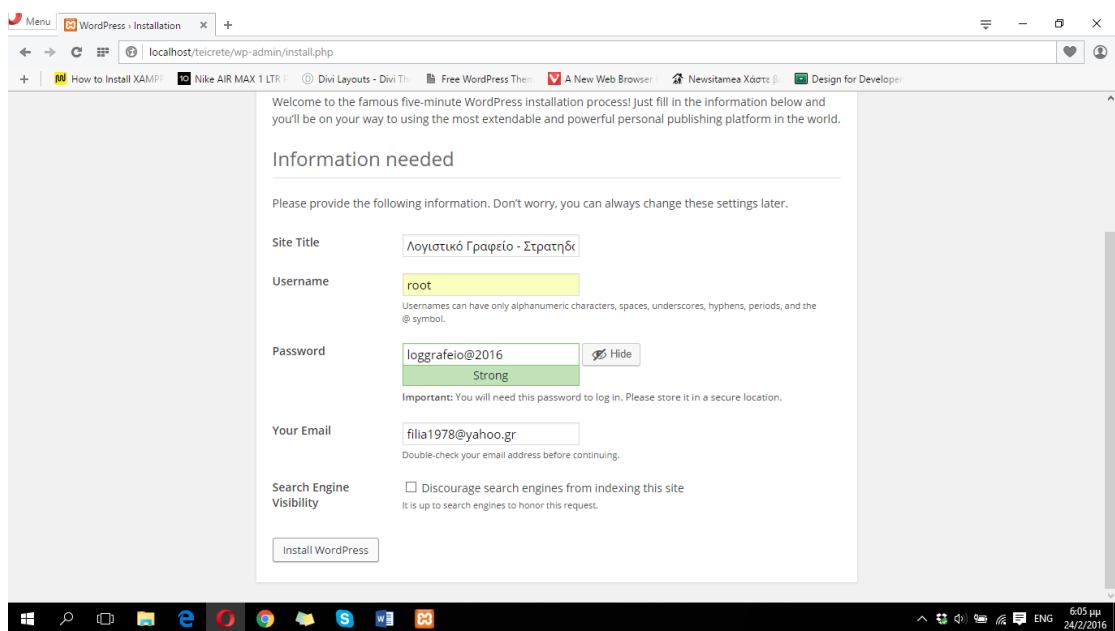 Menu
WordPress › Installation
localhost/teicrete/wp-admin/install.php
How to Install XAMPP
Nike AIR MAX 1 LTR
Divi Layouts - Divi
Free WordPress Them
A New Web Browser
Newsitamea Χάστε
Design for Developer
Welcome to the famous five-minute WordPress installation process! Just fill in the information below and
you'll be on your way to using the most extendable and powerful personal publishing platform in the world.
Information needed
Please provide the following information. Don't worry, you can always change these settings later.
Site Title
Λογιστικό Γραφείο - Στρατηδα
Username
root
Usernames can have only alphanumeric characters, spaces, underscores, hyphens, periods, and the
@ symbol.
Password
loggrafeio@2016
Hide
Strong
Important: You will need this password to log in. Please store it in a secure location.
Your Email
filia1978@yahoo.gr
Double-check your email address before continuing.
Search Engine
Visibility
Discourage search engines from indexing this site
It is up to search engines to honor this request.
Install WordPress
ENG
6:05 μμ
24/2/2016